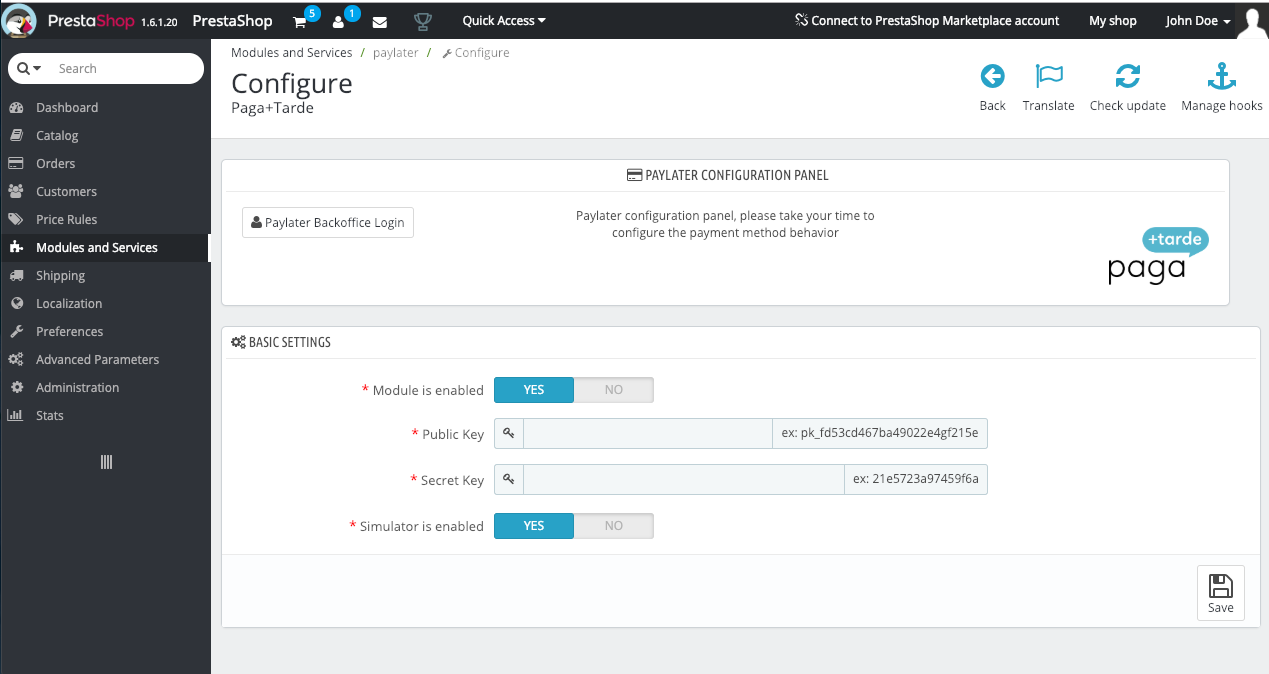 PrestaShop 1.6.1.20 PrestaShop 5 1 Quick Access Connect to PrestaShop Marketplace account My shop John Doe
Search
Dashboard
Catalog
Orders
Customers
Price Rules
Modules and Services
Shipping
Localization
Preferences
Advanced Parameters
Administration
Stats
Modules and Services / paylater / Configure
Configure
Paga+Tarde
Back Translate Check update Manage hooks
PAYLATER CONFIGURATION PANEL
Paylater Backoffice Login
Paylater configuration panel, please take your time to
configure the payment method behavior
+tarde
paga
BASIC SETTINGS
* Module is enabled YES NO
* Public Key ex: pk_fd53cd467ba49022e4gf215e
* Secret Key ex: 21e5723a97459f6a
* Simulator is enabled YES NO
Save